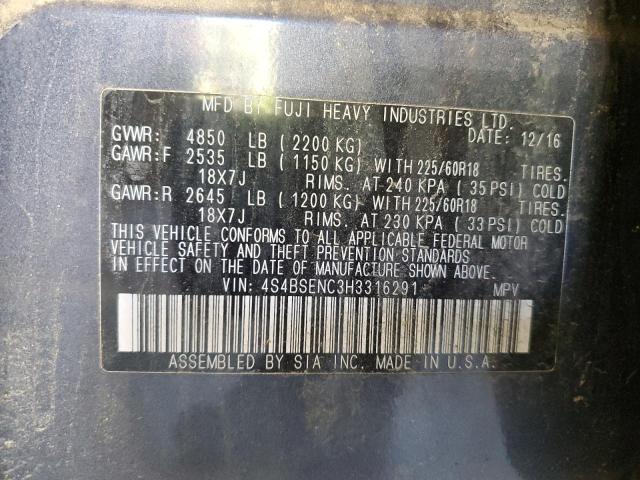 MFD BY FUJI HEAVY INDUSTRIES LTD.
DATE: 12/16
GVWR: 4850 LB (2200 KG)
GAWR:F 2535 LB (1150 KG) WITH 225/60R18 TIRES.
18X7J RIMS. AT 240 KPA (35 PSI) COLD
GAWR:R 2645 LB (1200 KG) WITH 225/60R18 TIRES.
18X7J RIMS. AT 230 KPA (33 PSI) COLD
THIS VEHICLE CONFORMS TO ALL APPLICABLE FEDERAL MOTOR
VEHICLE SAFETY AND THEFT PREVENTION STANDARDS
IN EFFECT ON THE DATE OF MANUFACTURE SHOWN ABOVE.
VIN: 4S4BSENC3H3316291 MPV
ASSEMBLED BY SIA INC. MADE IN U.S.A.